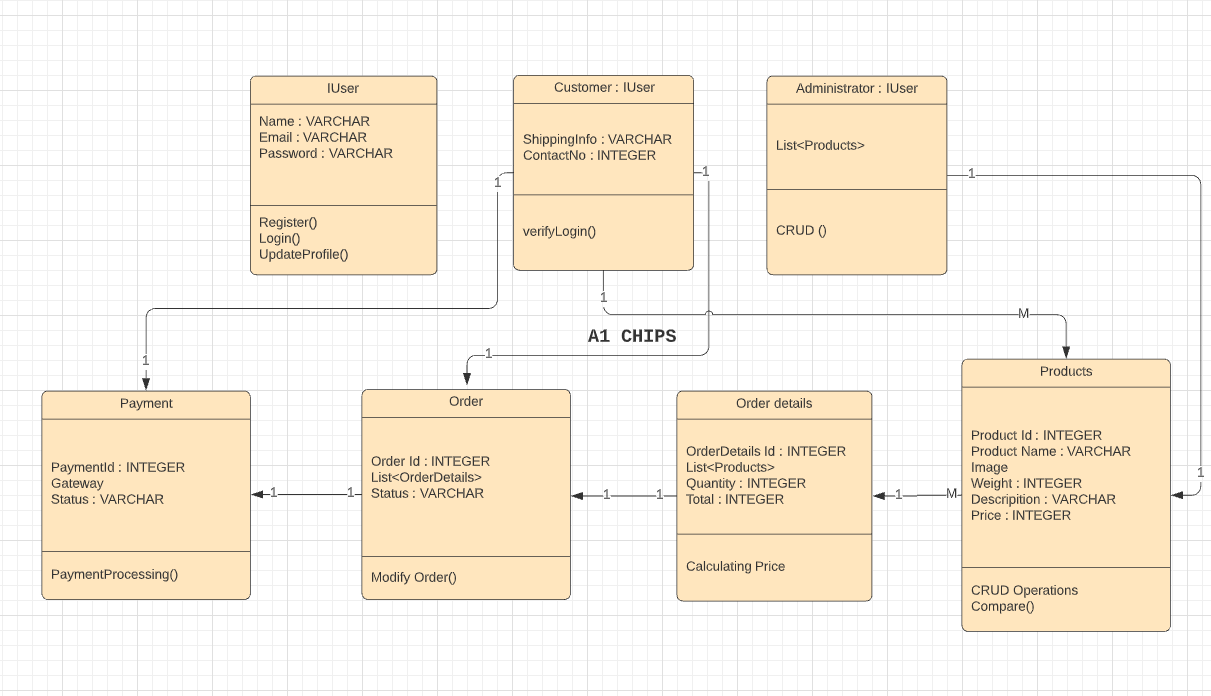 IUser
Name : VARCHAR
Email : VARCHAR
Password : VARCHAR
Register()
Login()
UpdateProfile()
Customer : IUser
ShippingInfo : VARCHAR
ContactNo : INTEGER
verifyLogin()
Administrator : IUser
List<Products>
CRUD ()
1
1
1
1
M
A1 CHIPS
1
1
Payment
PaymentId : INTEGER
Gateway
Status : VARCHAR
PaymentProcessing()
1
1
Order
Order Id : INTEGER
List<OrderDetails>
Status : VARCHAR
Modify Order()
1
1
Order details
OrderDetails Id : INTEGER
List<Products>
Quantity : INTEGER
Total : INTEGER
Calculating Price
1
M
Products
Product Id : INTEGER
Product Name : VARCHAR
Image
Weight : INTEGER
Descripition : VARCHAR
Price : INTEGER
CRUD Operations
Compare()
1